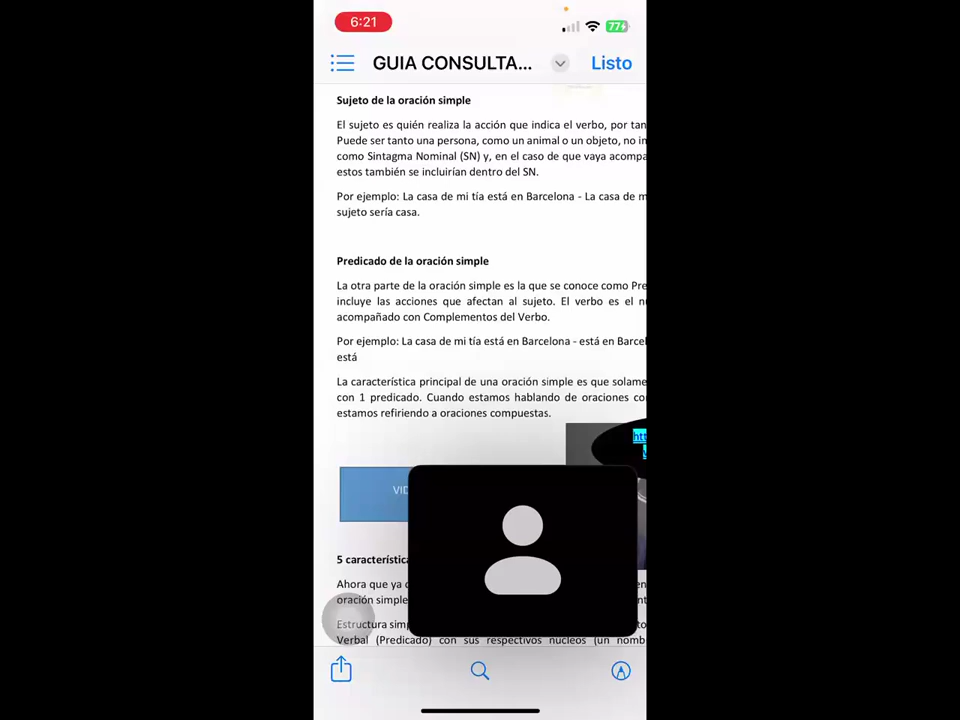 6:21
77
GUIA CONSULTA...
Listo
Sujeto de la oración simple
El sujeto es quién realiza la acción que indica el verbo, por tan
Puede ser tanto una persona, como un animal o un objeto, no in
como Sintagma Nominal (SN) y, en el caso de que vaya acompa
estos también se incluirían dentro del SN.
Por ejemplo: La casa de mi tía está en Barcelona - La casa de m
sujeto sería casa.
Predicado de la oración simple
La otra parte de la oración simple es la que se conoce como Pre
incluye las acciones que afectan al sujeto. El verbo es el nú
acompañado con Complementos del Verbo.
Por ejemplo: La casa de mi tía está en Barcelona - está en Barcel
está
La característica principal de una oración simple es que solame
con 1 predicado. Cuando estamos hablando de oraciones co
estamos refiriendo a oraciones compuestas.
htt
VID
5 característica
Ahora que ya
oración simple
Estructura sim
Verbal (Predicado) con sus respectivos núcleos (un nomb